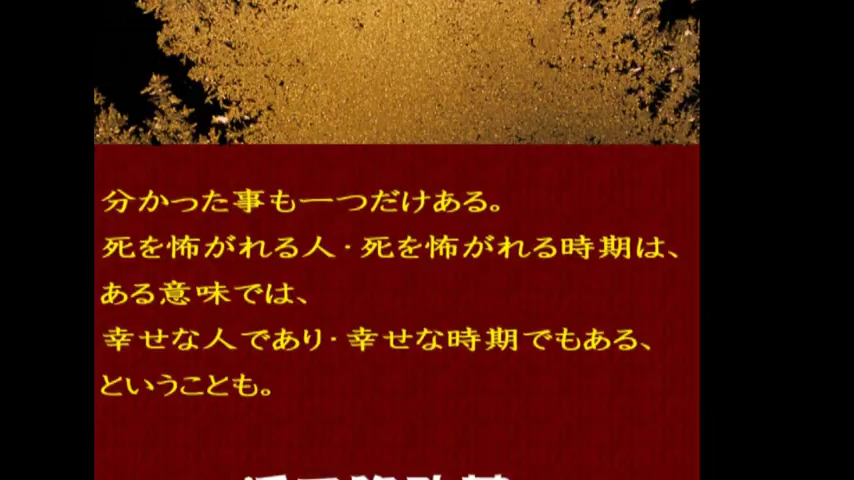 分かった事も一つだけある。
死を怖がれる人・死を怖がれる時期は、
ある意味では、
幸せな人であり・幸せな時期でもある、
ということも。